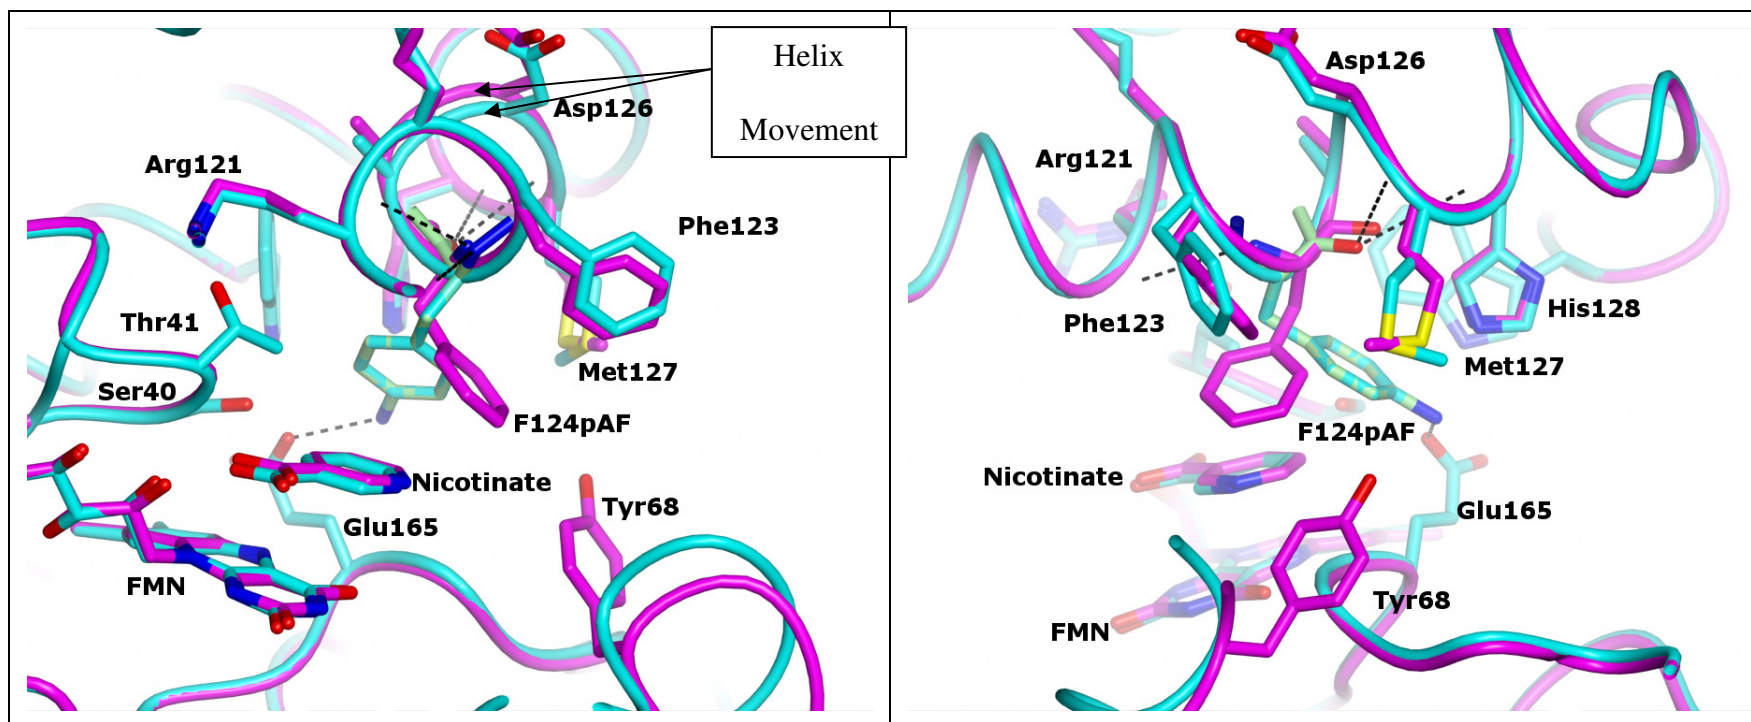 Helix
Movement
Asp126
Arg121
Phe123
Thr41
Ser40
Met127
F124pAF
Nicotinate
Tyr68
Glu165
FMN
Asp126
Arg121
Phe123
His128
Met127
F124pAF
Nicotinate
Glu165
Tyr68
FMN